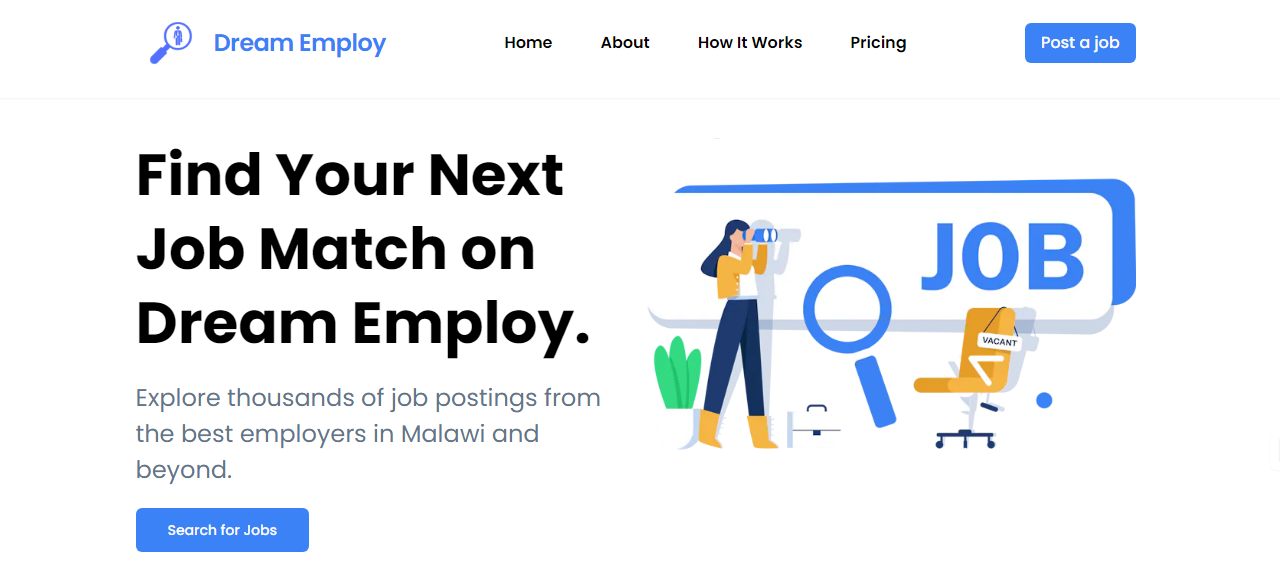 Dream Employ
Home
About
How It Works
Pricing
Post a job
Find Your Next
Job Match on
Dream Employ.
Explore thousands of job postings from
the best employers in Malawi and
beyond.
Search for Jobs
JOB
VACANT